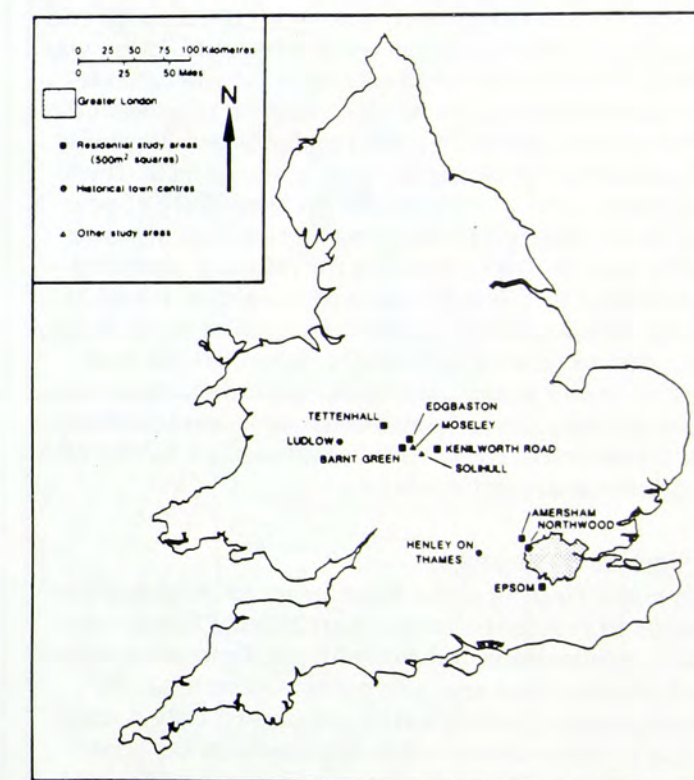 0 25 50 75 100 Kilometres
0 25 50 Miles
Greater London
N
Residential study areas
(500m² squares)
Historical town centres
Other study areas
TETTENHALL
EDGBASTON
MOSELEY
LUDLOW
KENILWORTH ROAD
BARNT GREEN
SOLIHULL
AMERSHAM
NORTHWOOD
HENLEY ON
THAMES
EPSOM